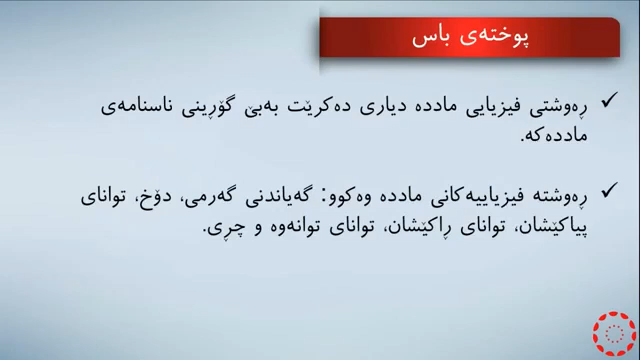 پوختەی باس
ڕەوشتی فیزیایی ماددە دیاری دەکرێت بەبێ گۆڕینی ناسنامەی
ماددەکە.
ڕەوشتە فیزیاییەکانی ماددە وەکوو: گەیاندنی گەرمی، دۆخ، توانای
پیاکێشان، توانای ڕاکێشان، توانای توانەوە و چڕی.